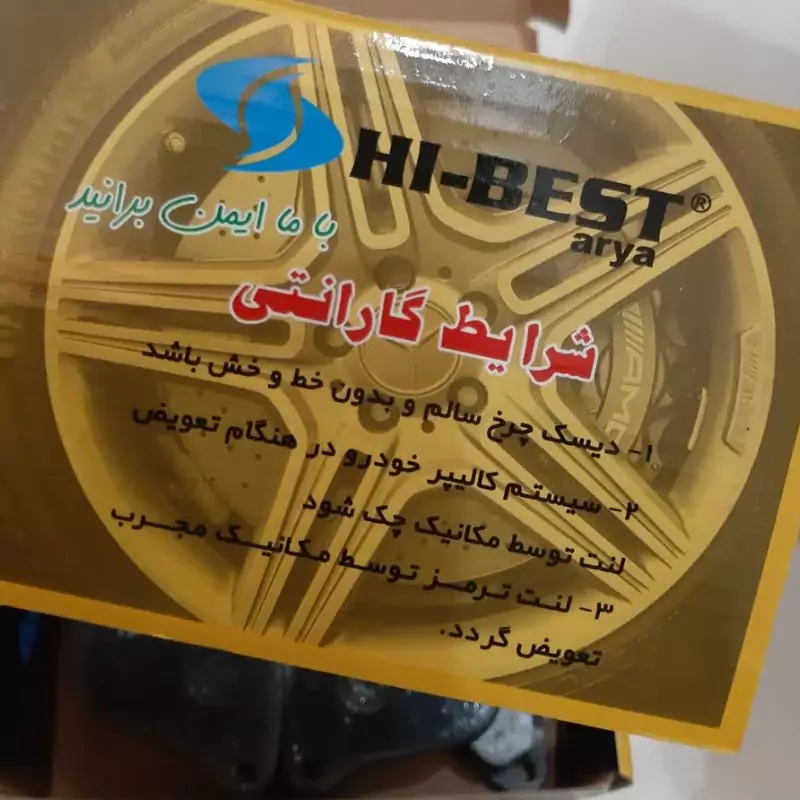 HI-BEST®
arya
با ما ایمن برانید
شرایط گارانتی
۱- دیسک چرخ سالم و بدون خط و خش باشد
۲- سیستم کالیپر خودرو در هنگام تعویض
لنت توسط مکانیک چک شود
۳- لنت ترمز توسط مکانیک مجرب
تعویض گردد.
AMG